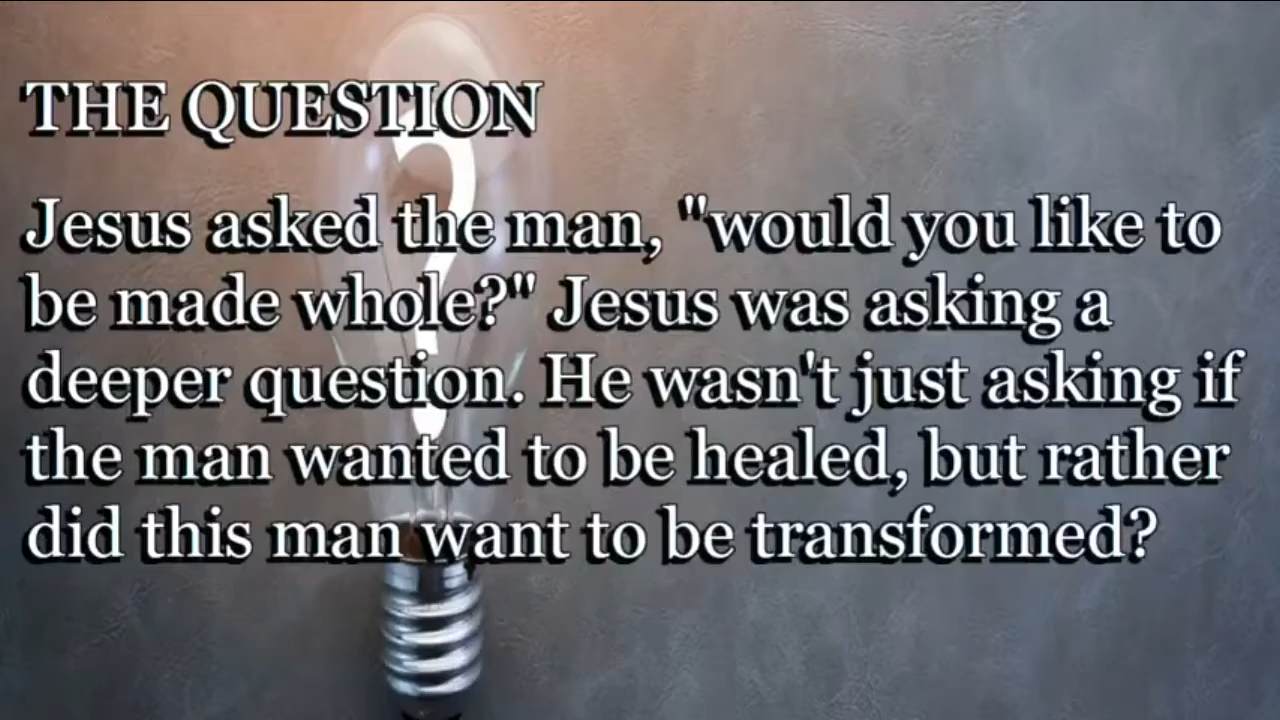 THE QUESTION
Jesus asked the man, "would you like to
be made whole?" Jesus was asking a
deeper question. He wasn't just asking if
the man wanted to be healed, but rather
did this man want to be transformed?